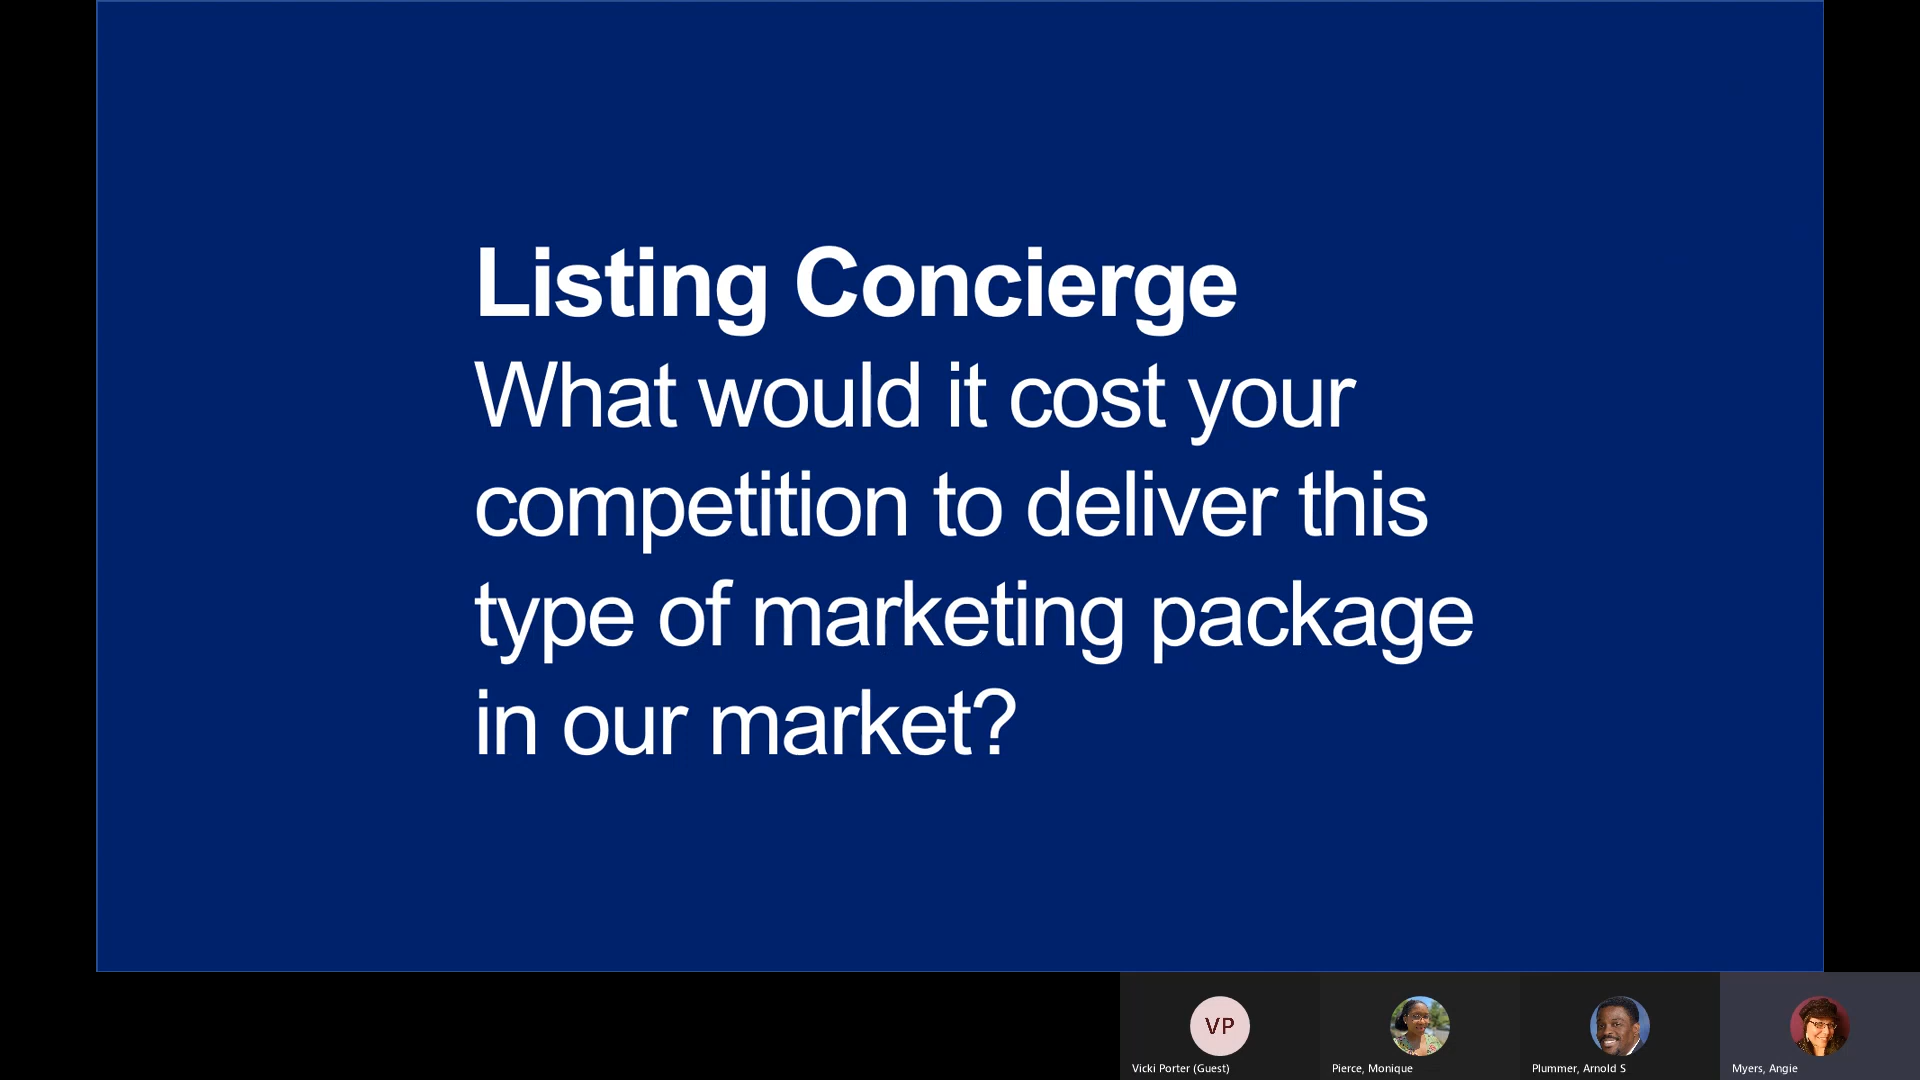 Listing Concierge
What would it cost your
competition to deliver this
type of marketing package
in our market?
VP
Vicki Porter (Guest)
Pierce, Monique
Plummer, Arnold S
Myers, Angie